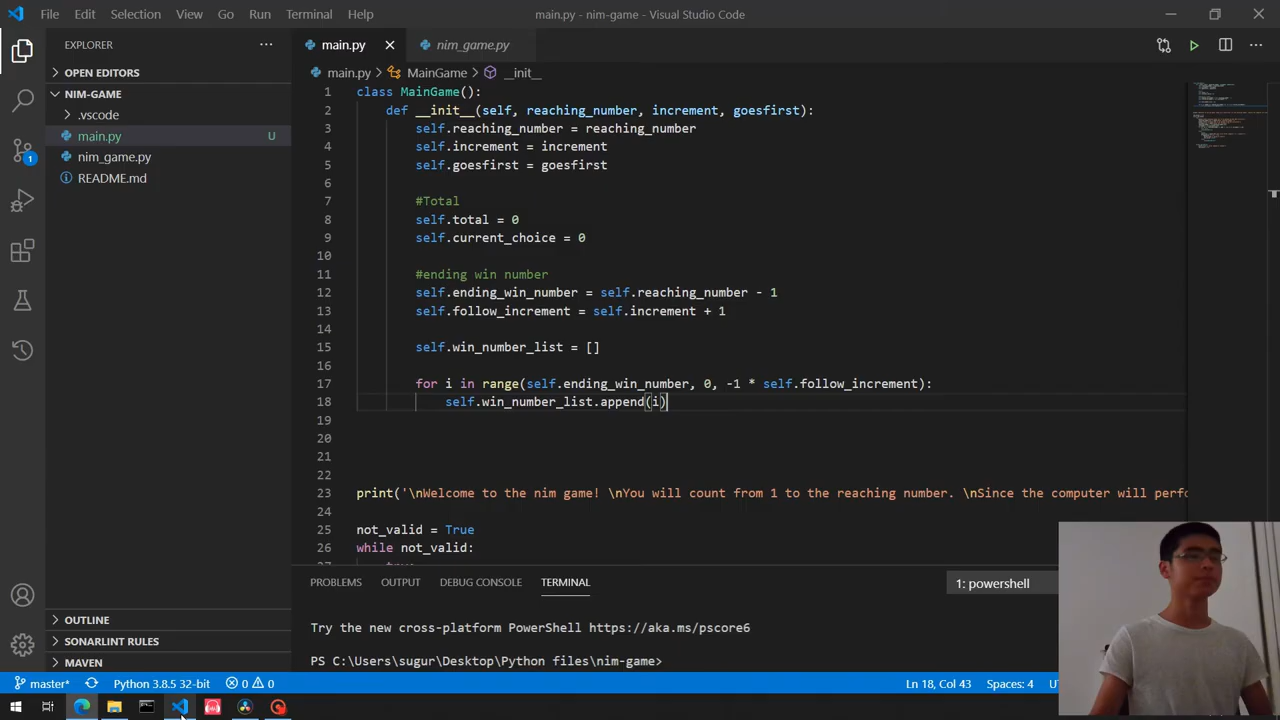 File Edit Selection View Go Run Terminal Help
main.py - nim-game - Visual Studio Code
EXPLORER
OPEN EDITORS
NIM-GAME
.vscode
main.py U
nim_game.py
README.md
OUTLINE
SONARLINT RULES
MAVEN
main.py
nim_game.py
main.py > MainGame > __init__
1 class MainGame():
2 def __init__(self, reaching_number, increment, goesfirst):
3 self.reaching_number = reaching_number
4 self.increment = increment
5 self.goesfirst = goesfirst
6
7 #Total
8 self.total = 0
9 self.current_choice = 0
10
11 #ending win number
12 self.ending_win_number = self.reaching_number - 1
13 self.follow_increment = self.increment + 1
14
15 self.win_number_list = []
16
17 for i in range(self.ending_win_number, 0, -1 * self.follow_increment):
18 self.win_number_list.append(i)
19
20
21
22
23 print('\nWelcome to the nim game! \nYou will count from 1 to the reaching number. \nSince the computer will perfo
24
25 not_valid = True
26 while not_valid:
PROBLEMS OUTPUT DEBUG CONSOLE TERMINAL
1: powershell
Try the new cross-platform PowerShell https://aka.ms/pscore6
PS C:\Users\sugur\Desktop\Python files\nim-game>
1
master* Python 3.8.5 32-bit 0 0
Ln 18, Col 43 Spaces: 4